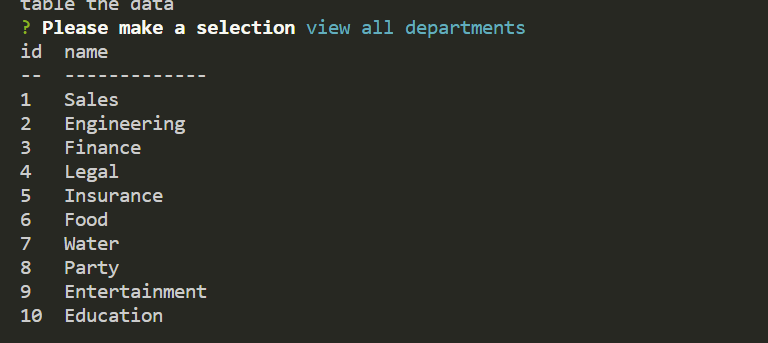 table the data
? Please make a selection view all departments
id  name
--  -------------
1   Sales
2   Engineering
3   Finance
4   Legal
5   Insurance
6   Food
7   Water
8   Party
9   Entertainment
10  Education